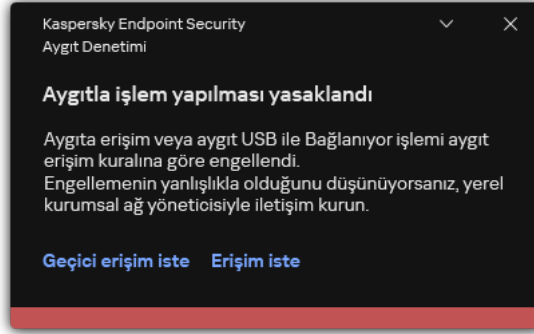 Kaspersky Endpoint Security
Aygıt Denetimi
Aygıtla işlem yapılması yasaklandı
Aygıta erişim veya aygıt USB ile Bağlanıyor işlemi aygıt
erişim kuralına göre engellendi.
Engellemenin yanlışlıkla olduğunu düşünüyorsanız, yerel
kurumsal ağ yöneticisiyle iletişim kurun.
Geçici erişim iste Erişim iste